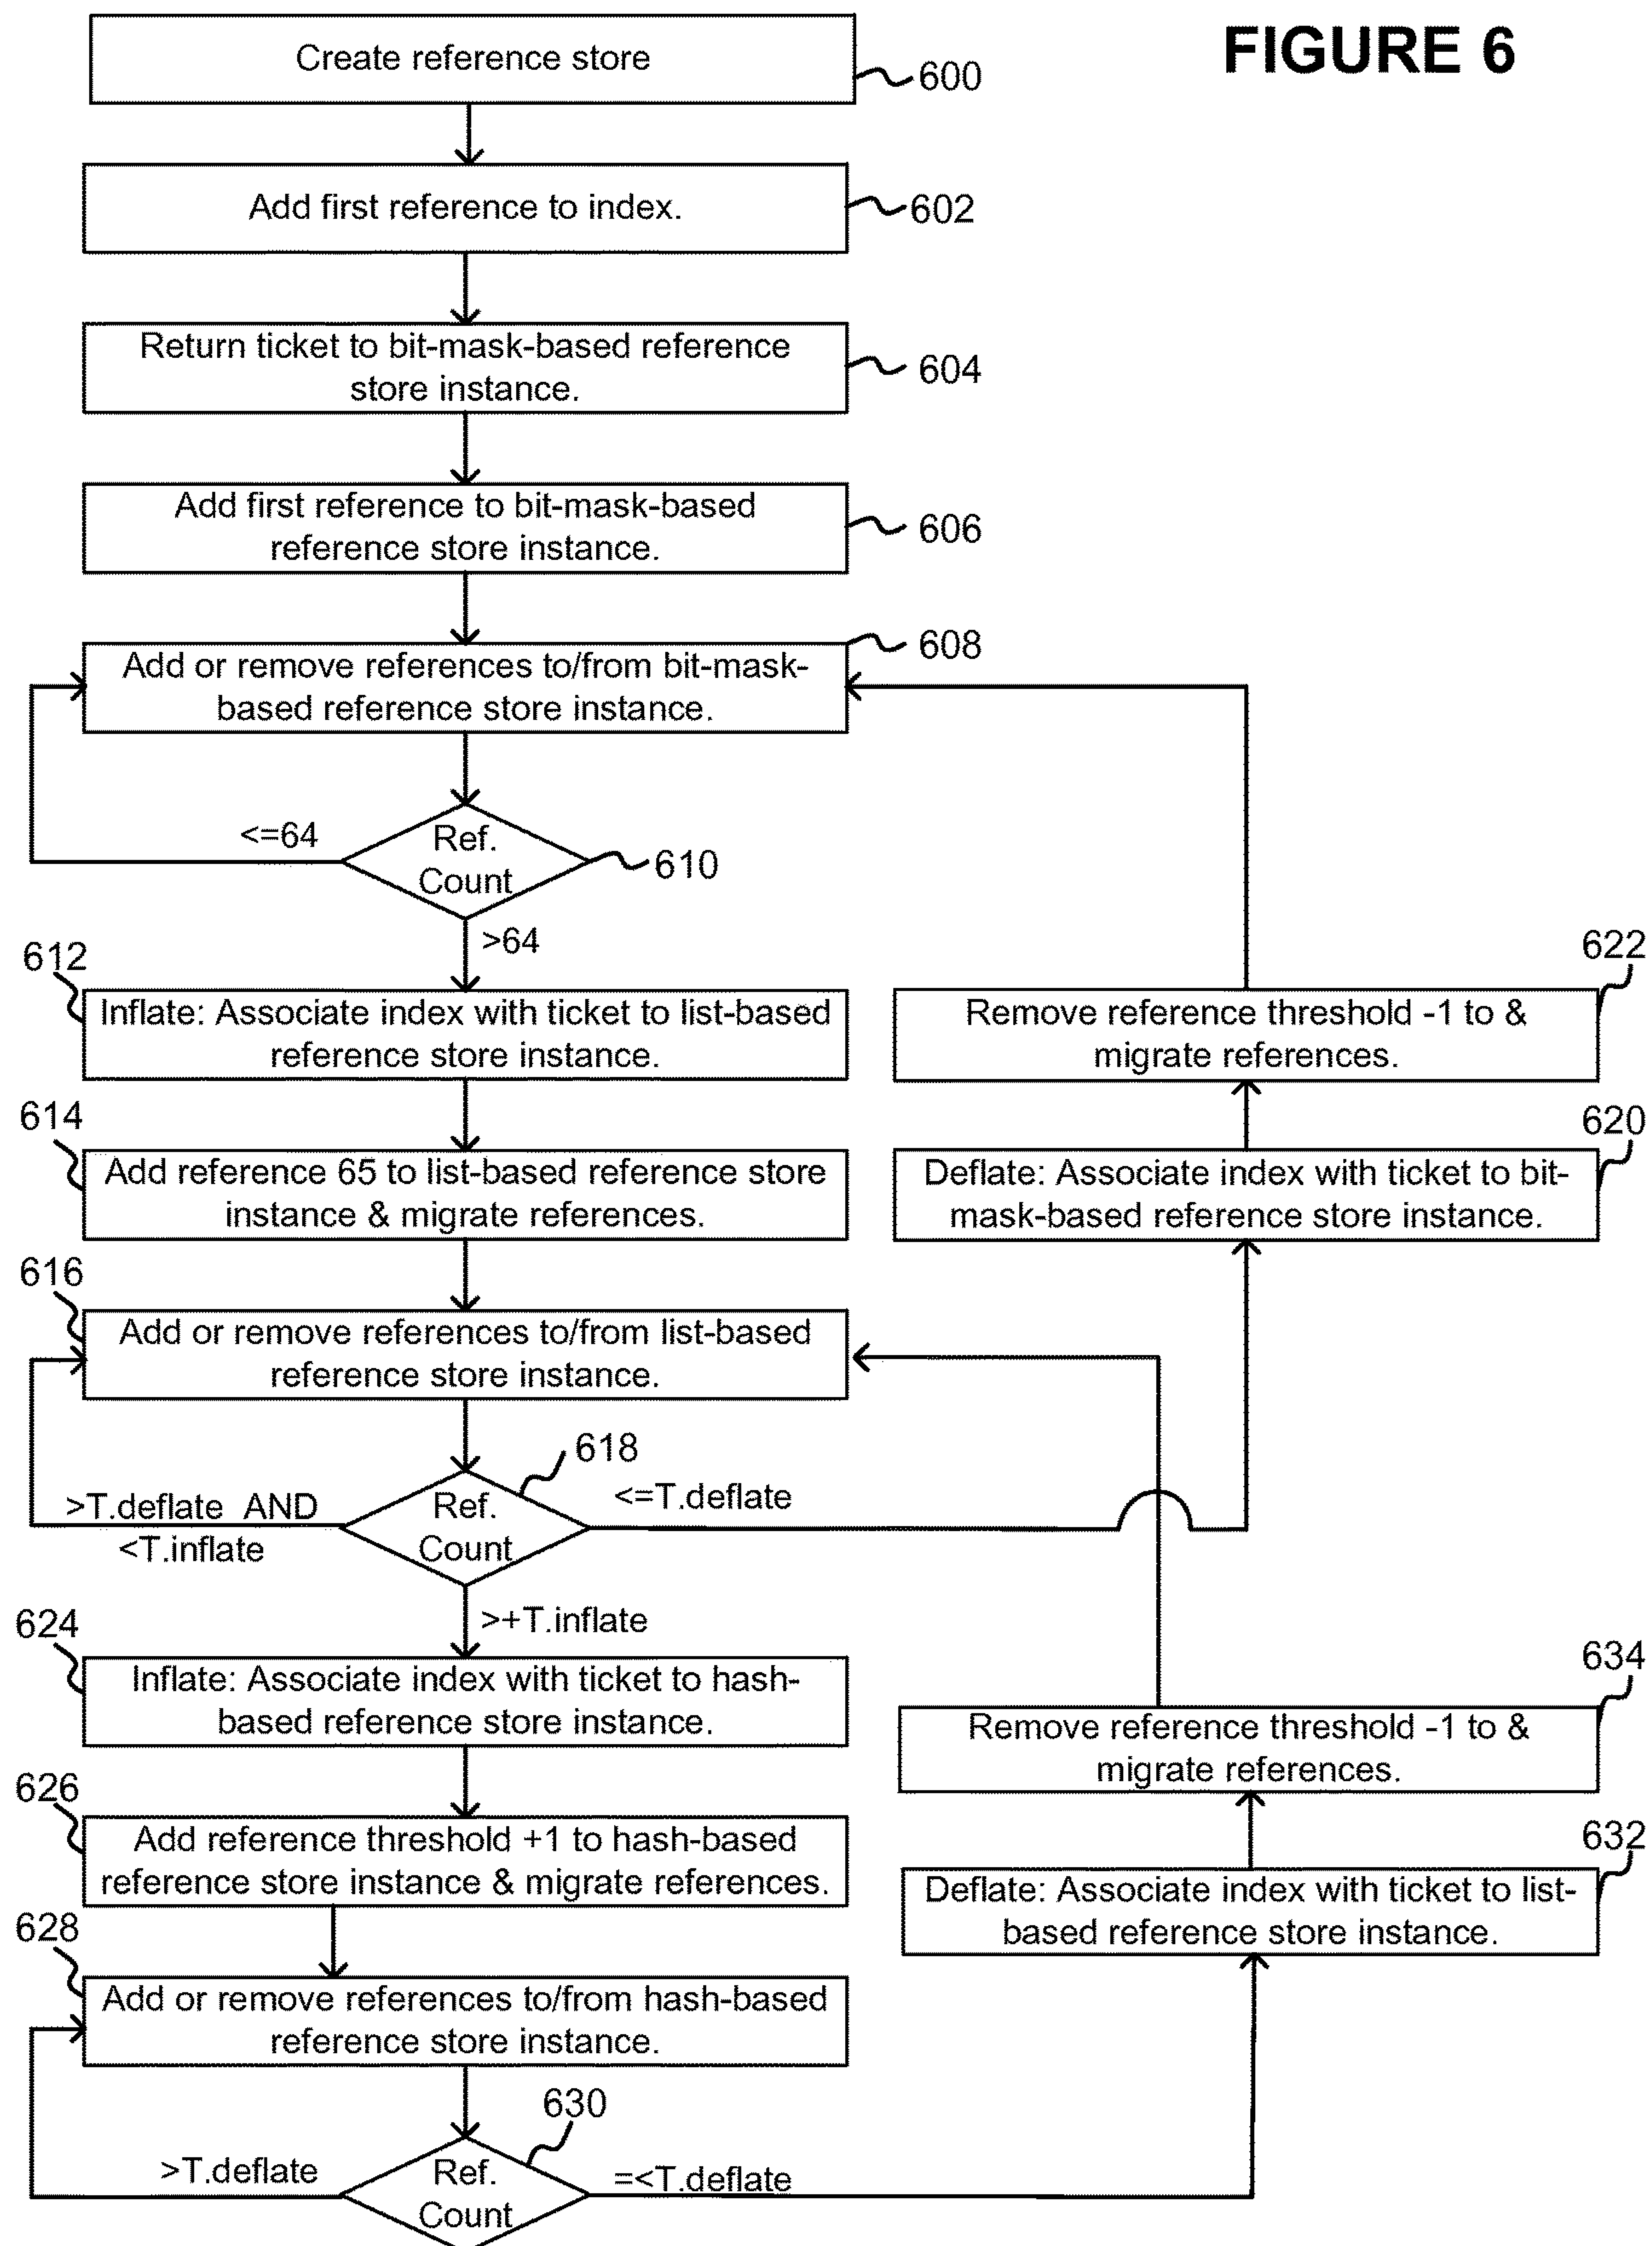 FIGURE 6
Create reference store
600
Add first reference to index.
602
Return ticket to bit-mask-based reference
store instance.
604
Add first reference to bit-mask-based
reference store instance.
606
Add or remove references to/from bit-mask-
based reference store instance.
608
<=64
Ref.
Count
610
>64
612
Inflate: Associate index with ticket to list-based
reference store instance.
622
Remove reference threshold -1 to &
migrate references.
614
Add reference 65 to list-based reference store
instance & migrate references.
620
Deflate: Associate index with ticket to bit-
mask-based reference store instance.
616
Add or remove references to/from list-based
reference store instance.
618
>T.deflate AND
<T.inflate
Ref.
Count
<=T.deflate
>+T.inflate
624
Inflate: Associate index with ticket to hash-
based reference store instance.
634
Remove reference threshold -1 to &
migrate references.
626
Add reference threshold +1 to hash-based
reference store instance & migrate references.
632
Deflate: Associate index with ticket to list-
based reference store instance.
628
Add or remove references to/from hash-based
reference store instance.
630
>T.deflate
Ref.
Count
=<T.deflate